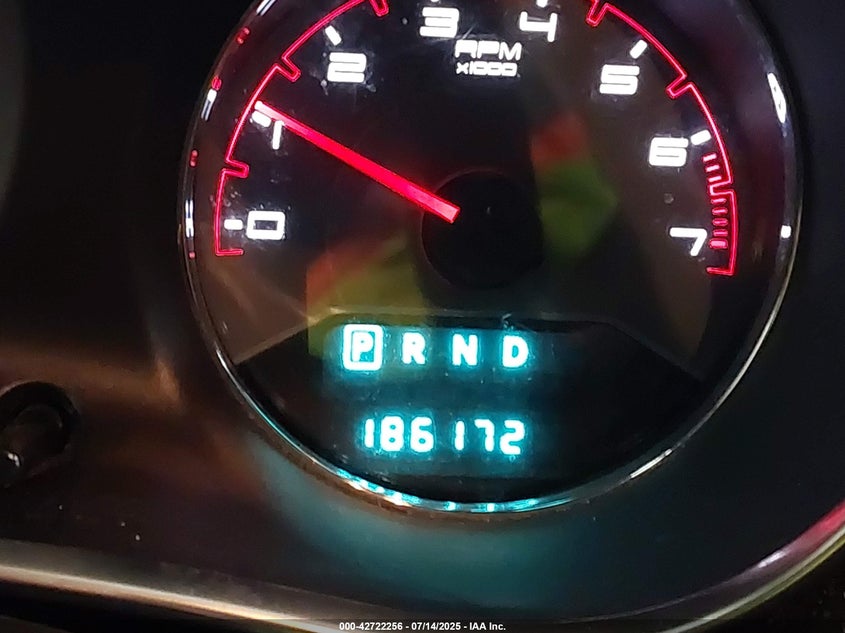 0 1 2 3 4 5 6 7
RPM
x1000
P R N D
186172
000-42722256 - 07/14/2025 - IAA Inc.